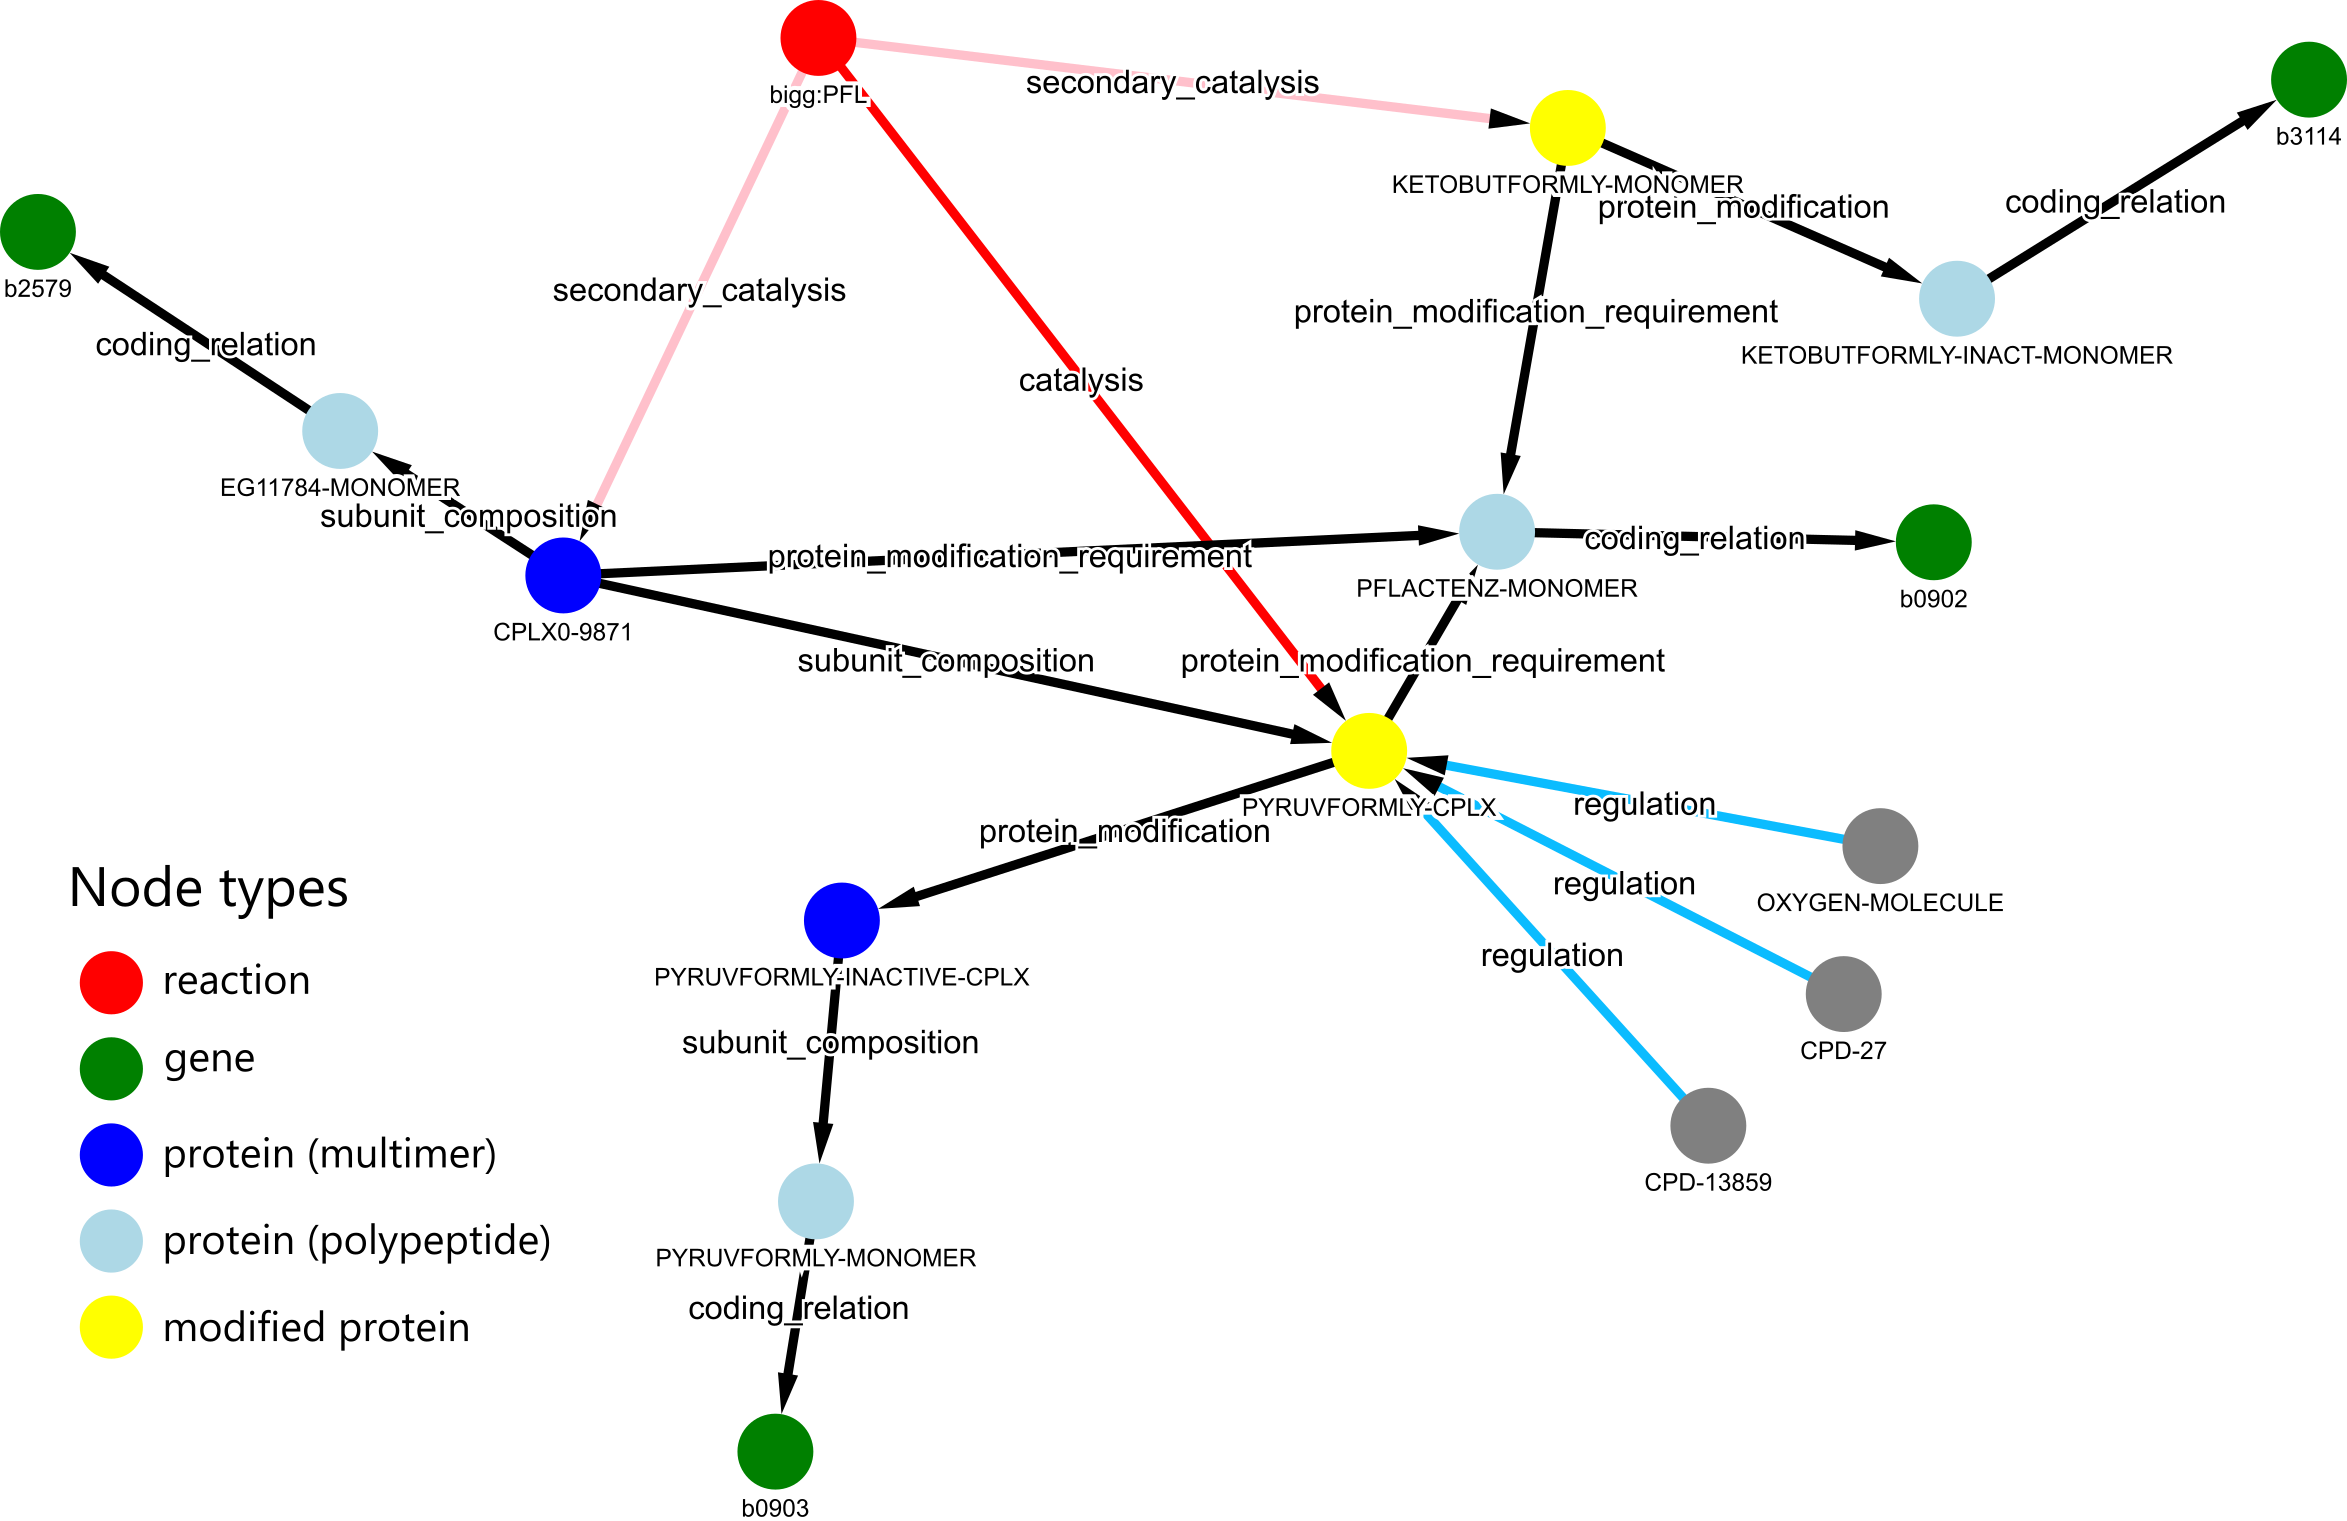 bigg:PFL
secondary_catalysis
b3114
KETOBUTFORMLY-MONOMER
protein_modification
coding_relation
b2579
secondary_catalysis
protein_modification_requirement
coding_relation
KETOBUTFORMLY-INACT-MONOMER
catalysis
EG11784-MONOMER
subunit_composition
protein_modification_requirement
coding_relation
PFLACTENZ-MONOMER
b0902
CPLX0-9871
subunit_composition
protein_modification_requirement
PYRUVFORMLY-CPLX
regulation
protein_modification
regulation
OXYGEN-MOLECULE
regulation
PYRUVFORMLY-INACTIVE-CPLX
subunit_composition
CPD-27
CPD-13859
PYRUVFORMLY-MONOMER
coding_relation
b0903
Node types
reaction
gene
protein (multimer)
protein (polypeptide)
modified protein